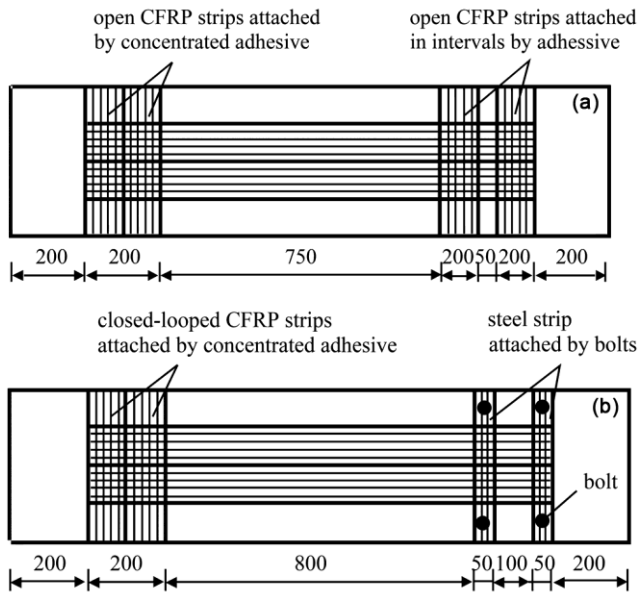 open CFRP strips attached
by concentrated adhesive
open CFRP strips attached
in intervals by adhessive
(a)
200 200 750 200 50 200 200
closed-looped CFRP strips
attached by concentrated adhesive
steel strip
attached by bolts
(b)
bolt
200 200 800 50 100 50 200